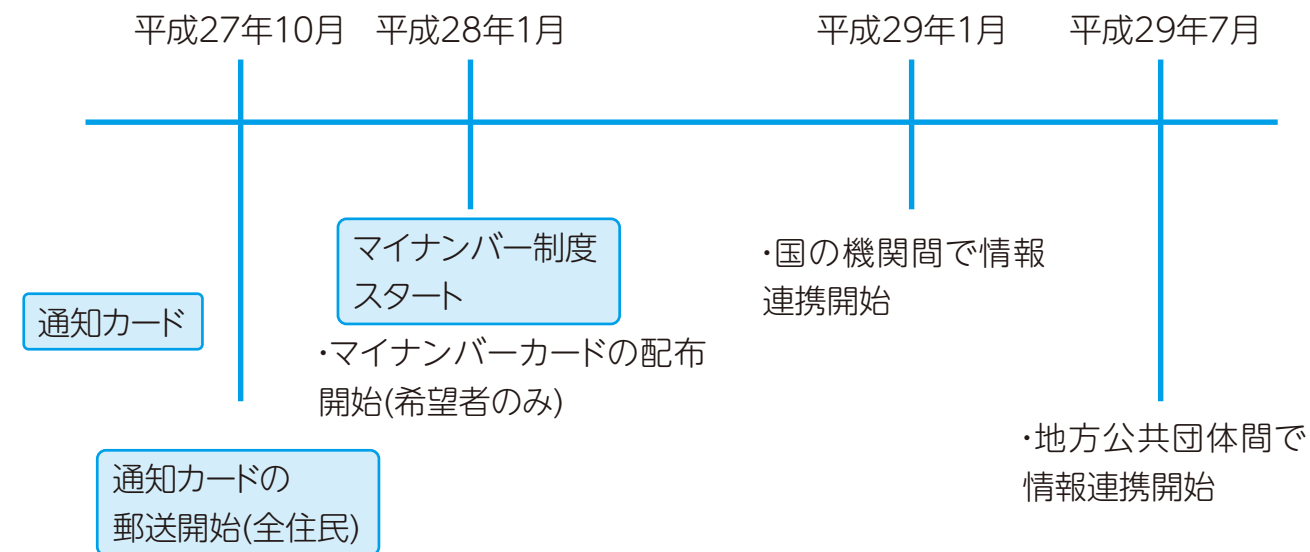 平成27年10月
平成28年1月
平成29年1月
平成29年7月
マイナンバー制度
スタート
・国の機関間で情報
連携開始
通知カード
・マイナンバーカードの配布
開始(希望者のみ)
・地方公共団体間で
情報連携開始
通知カードの
郵送開始(全住民)